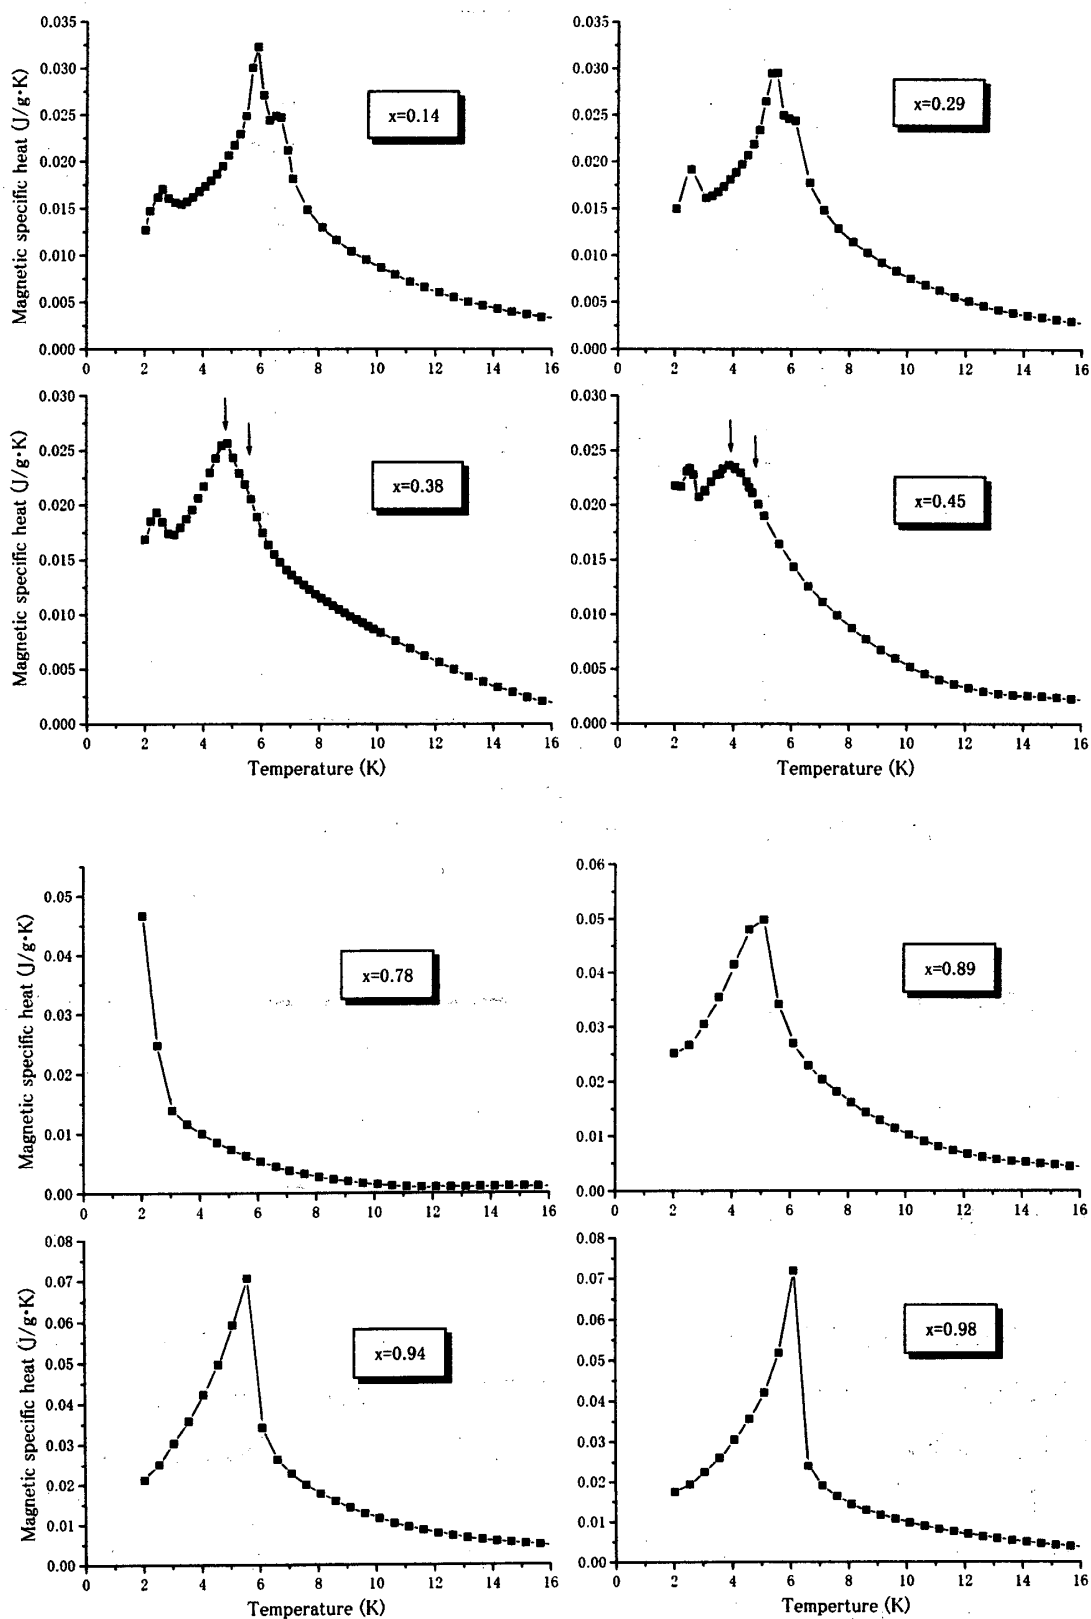 Magnetic specific heat (J/g·K)
0.035
0.030
0.025
0.020
0.015
0.010
0.005
0.000
x=0.14
0 2 4 6 8 10 12 14 16
0.035
0.030
0.025
0.020
0.015
0.010
0.005
0.000
x=0.29
0 2 4 6 8 10 12 14 16
Magnetic specific heat (J/g·K)
0.030
0.025
0.020
0.015
0.010
0.005
0.000
x=0.38
0 2 4 6 8 10 12 14 16
Temperature (K)
0.030
0.025
0.020
0.015
0.010
0.005
0.000
x=0.45
0 2 4 6 8 10 12 14 16
Temperature (K)
Magnetic specific heat (J/g·K)
0.05
0.04
0.03
0.02
0.01
0.00
x=0.78
0 2 4 6 8 10 12 14 16
0.06
0.05
0.04
0.03
0.02
0.01
0.00
x=0.89
0 2 4 6 8 10 12 14 16
Magnetic specific heat (J/g·K)
0.08
0.07
0.06
0.05
0.04
0.03
0.02
0.01
0.00
x=0.94
0 2 4 6 8 10 12 14 16
Temperature (K)
0.08
0.07
0.06
0.05
0.04
0.03
0.02
0.01
0.00
x=0.98
0 2 4 6 8 10 12 14 16
Temperture (K)